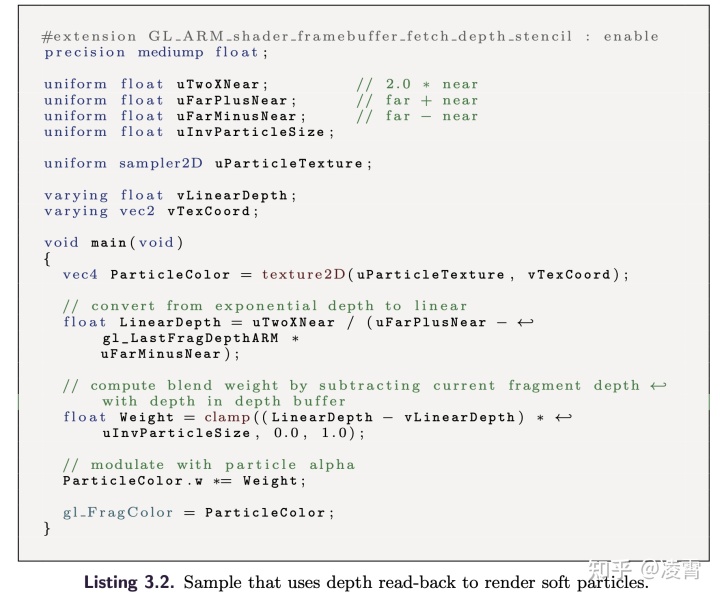 #extension GL_ARM_shader_framebuffer_fetch_depth_stencil : enable
precision mediump float;
uniform float uTwoXNear; // 2.0 * near
uniform float uFarPlusNear; // far + near
uniform float uFarMinusNear; // far − near
uniform float uInvParticleSize;
uniform sampler2D uParticleTexture;
varying float vLinearDepth;
varying vec2 vTexCoord;
void main(void)
{
vec4 ParticleColor = texture2D(uParticleTexture, vTexCoord);
// convert from exponential depth to linear
float LinearDepth = uTwoXNear / (uFarPlusNear − ↩
gl_LastFragDepthARM *
uFarMinusNear);
// compute blend weight by subtracting current fragment depth ↩
with depth in depth buffer
float Weight = clamp((LinearDepth − vLinearDepth) * ↩
uInvParticleSize, 0.0, 1.0);
// modulate with particle alpha
ParticleColor.w *= Weight;
gl_FragColor = ParticleColor;
}
知乎 @凌霄
Listing 3.2. Sample that uses depth read-back to render soft particles.